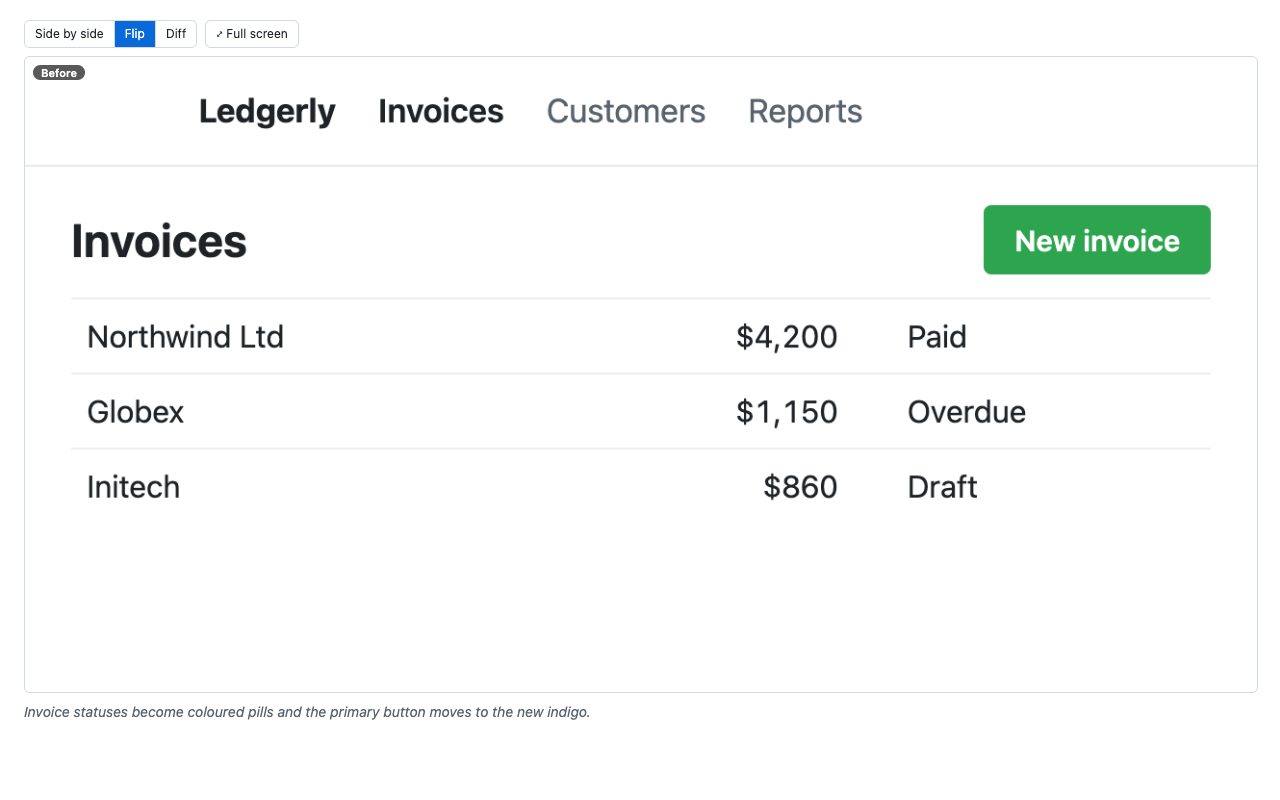 Side by side Flip Diff ⤢ Full screen
Before
Ledgerly Invoices Customers Reports
Invoices New invoice
Northwind Ltd $4,200 Paid
Globex $1,150 Overdue
Initech $860 Draft
Invoice statuses become coloured pills and the primary button moves to the new indigo.